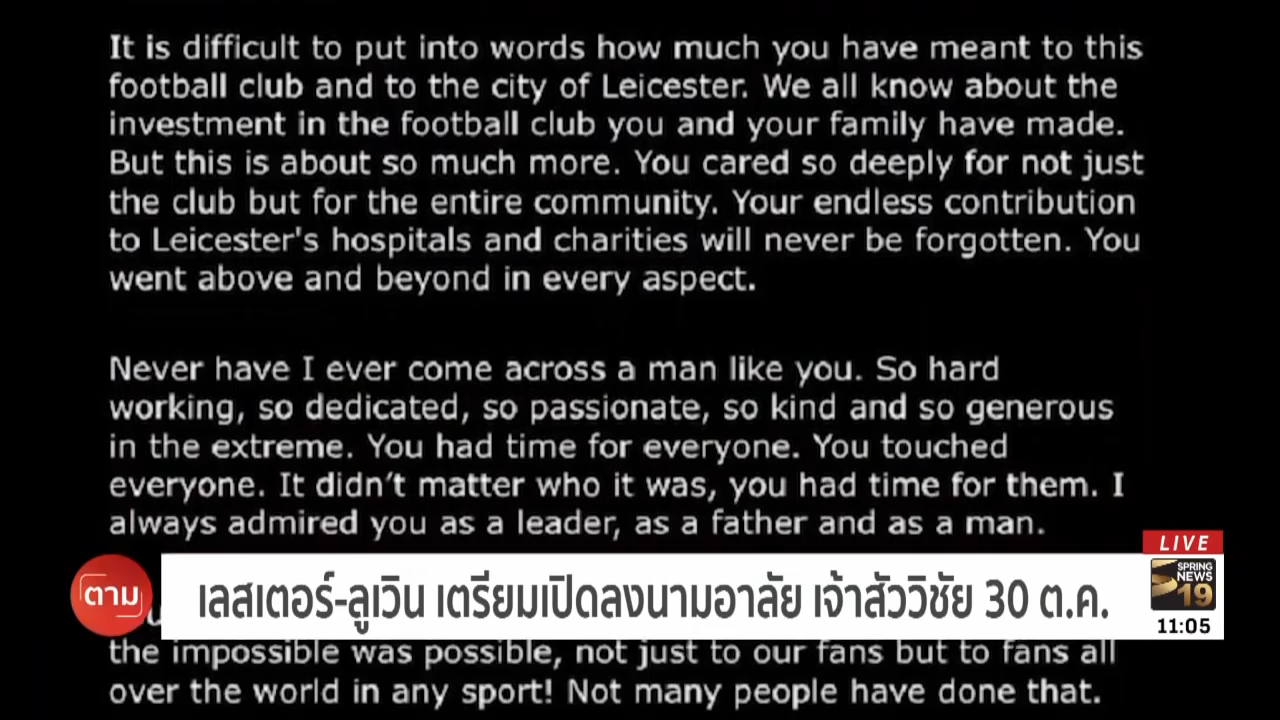 It is difficult to put into words how much you have meant to this
football club and to the city of Leicester. We all know about the
investment in the football club you and your family have made.
But this is about so much more. You cared so deeply for not just
the club but for the entire community. Your endless contribution
to Leicester's hospitals and charities will never be forgotten. You
went above and beyond in every aspect.
Never have I ever come across a man like you. So hard
working, so dedicated, so passionate, so kind and so generous
in the extreme. You had time for everyone. You touched
everyone. It didn’t matter who it was, you had time for them. I
always admired you as a leader, as a father and as a man.
LIVE
ตาม
เลสเตอร์-ลูเวิน เตรียมเปิดลงนามอาลัย เจ้าสัววิชัย 30 ต.ค.
SPRING
NEWS
19
11:05
the impossible was possible, not just to our fans but to fans all
over the world in any sport! Not many people have done that.